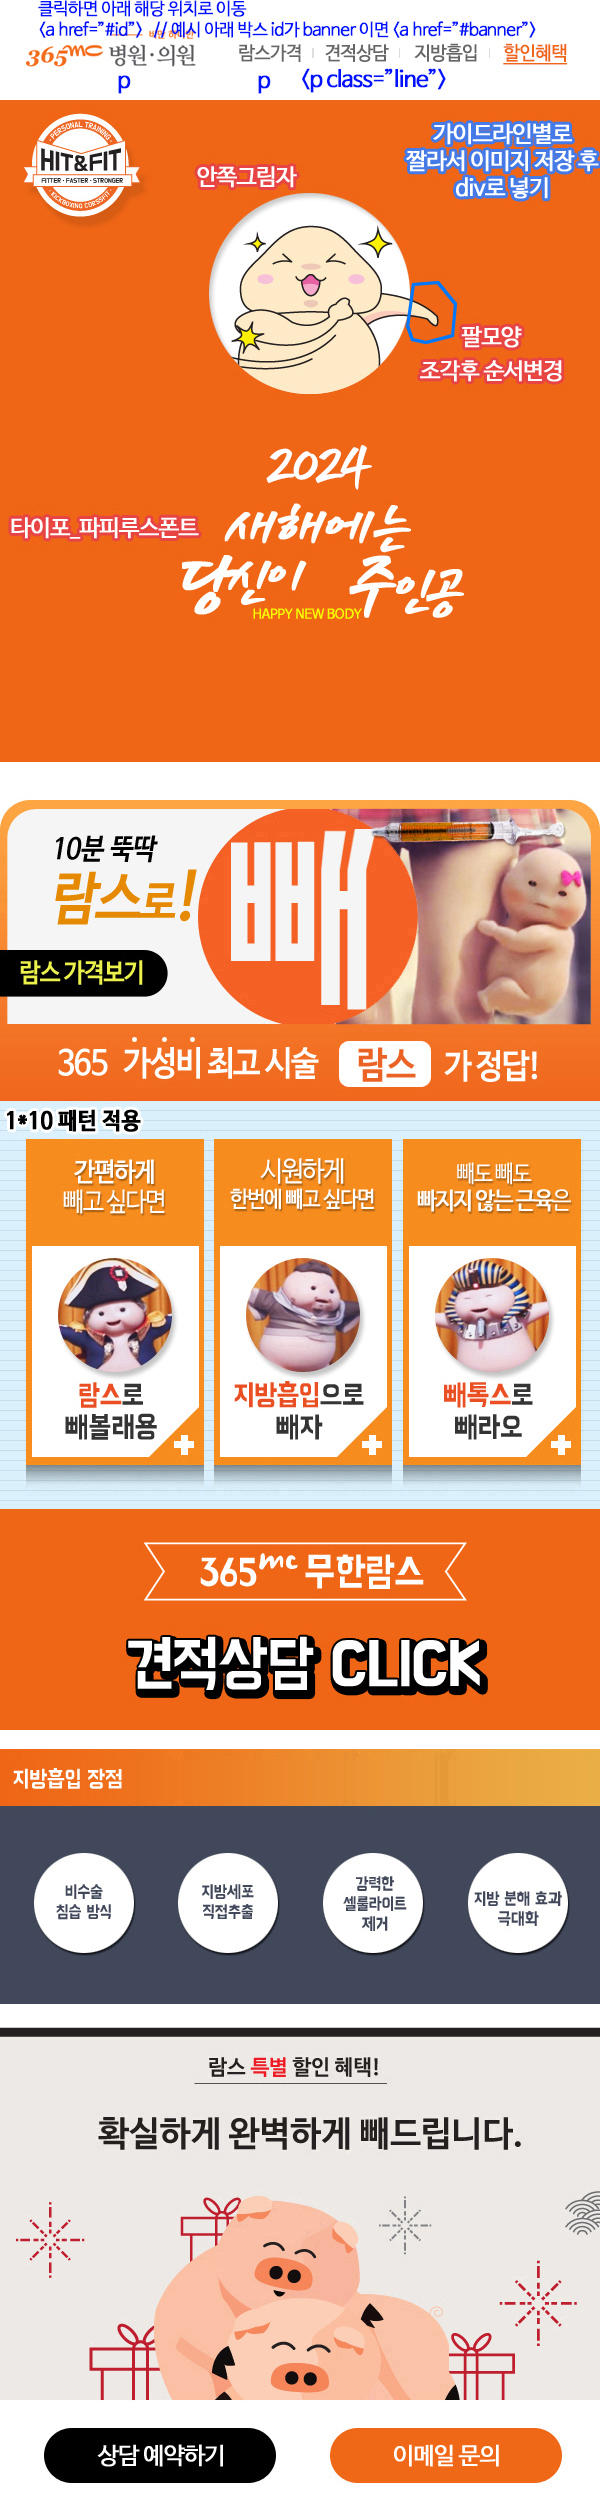 클릭하면 아래 해당 위치로 이동
<a href="#id"> // 예시 아래 박스 id가 banner 이면 <a href="#banner">
365mc 병원·의원
람스가격
견적상담
지방흡입
할인혜택
p
p
<p class="line">
PERSONAL TRAINING
HIT&FIT
FITTER · FASTER · STRONGER
안쪽그림자
가이드라인별로
짤라서 이미지 저장 후
div로 넣기
팔모양
조각후 순서변경
2024
타이포_파피루스폰트
새해에는
당신이 주인공
HAPPY NEW BODY
10분 뚝딱
람스로!
빼
람스 가격보기
365 가성비 최고 시술 람스 가 정답!
1*10 패턴 적용
간편하게
빼고 싶다면
람스로
빼볼래용
시원하게
한번에 빼고 싶다면
지방흡입으로
빼자
빼도 빼도
빠지지 않는 근육은
빼톡스로
빼라오
365mc 무한람스
견적상담 CLICK
지방흡입 장점
비수술
침습 방식
지방세포
직접추출
강력한
셀룰라이트
제거
지방 분해 효과
극대화
람스 특별 할인 혜택!
확실하게 완벽하게 빼드립니다.
상담 예약하기
이메일 문의